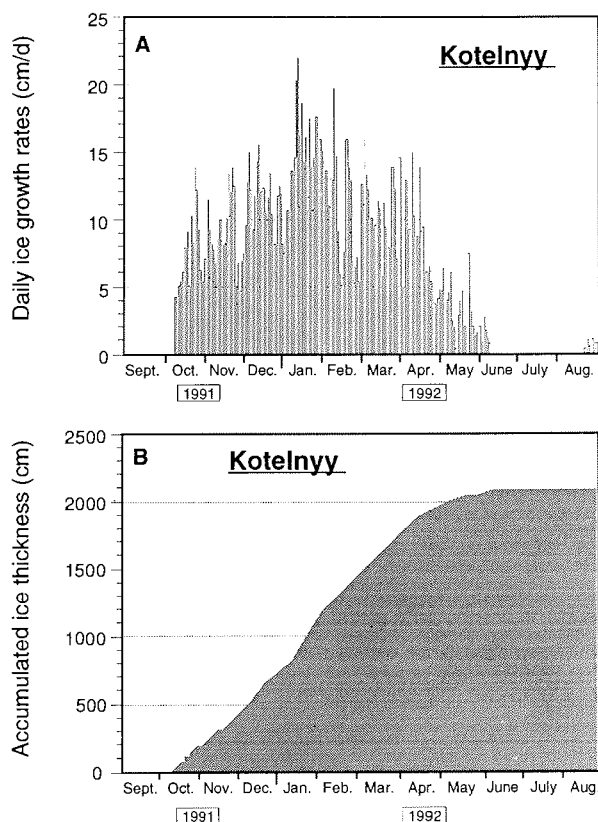 A
Kotelnyy
Daily ice growth rates (cm/d)
25
20
15
10
5
0
Sept. Oct. Nov. Dec. Jan. Feb. Mar. Apr. May June July Aug.
1991 1992
B
Kotelnyy
Accumulated ice thickness (cm)
2500
2000
1500
1000
500
0
Sept. Oct. Nov. Dec. Jan. Feb. Mar. Apr. May June July Aug.
1991 1992